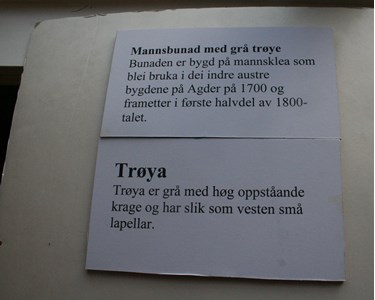 Mannsbunad med grå trøye
Bunaden er bygd på mannsklea som
blei bruka i dei indre austre
bygdene på Agder på 1700 og
frametter i første halvdel av 1800-
talet.
Trøya
Trøya er grå med høg oppståande
krage og har slik som vesten små
lapellar.